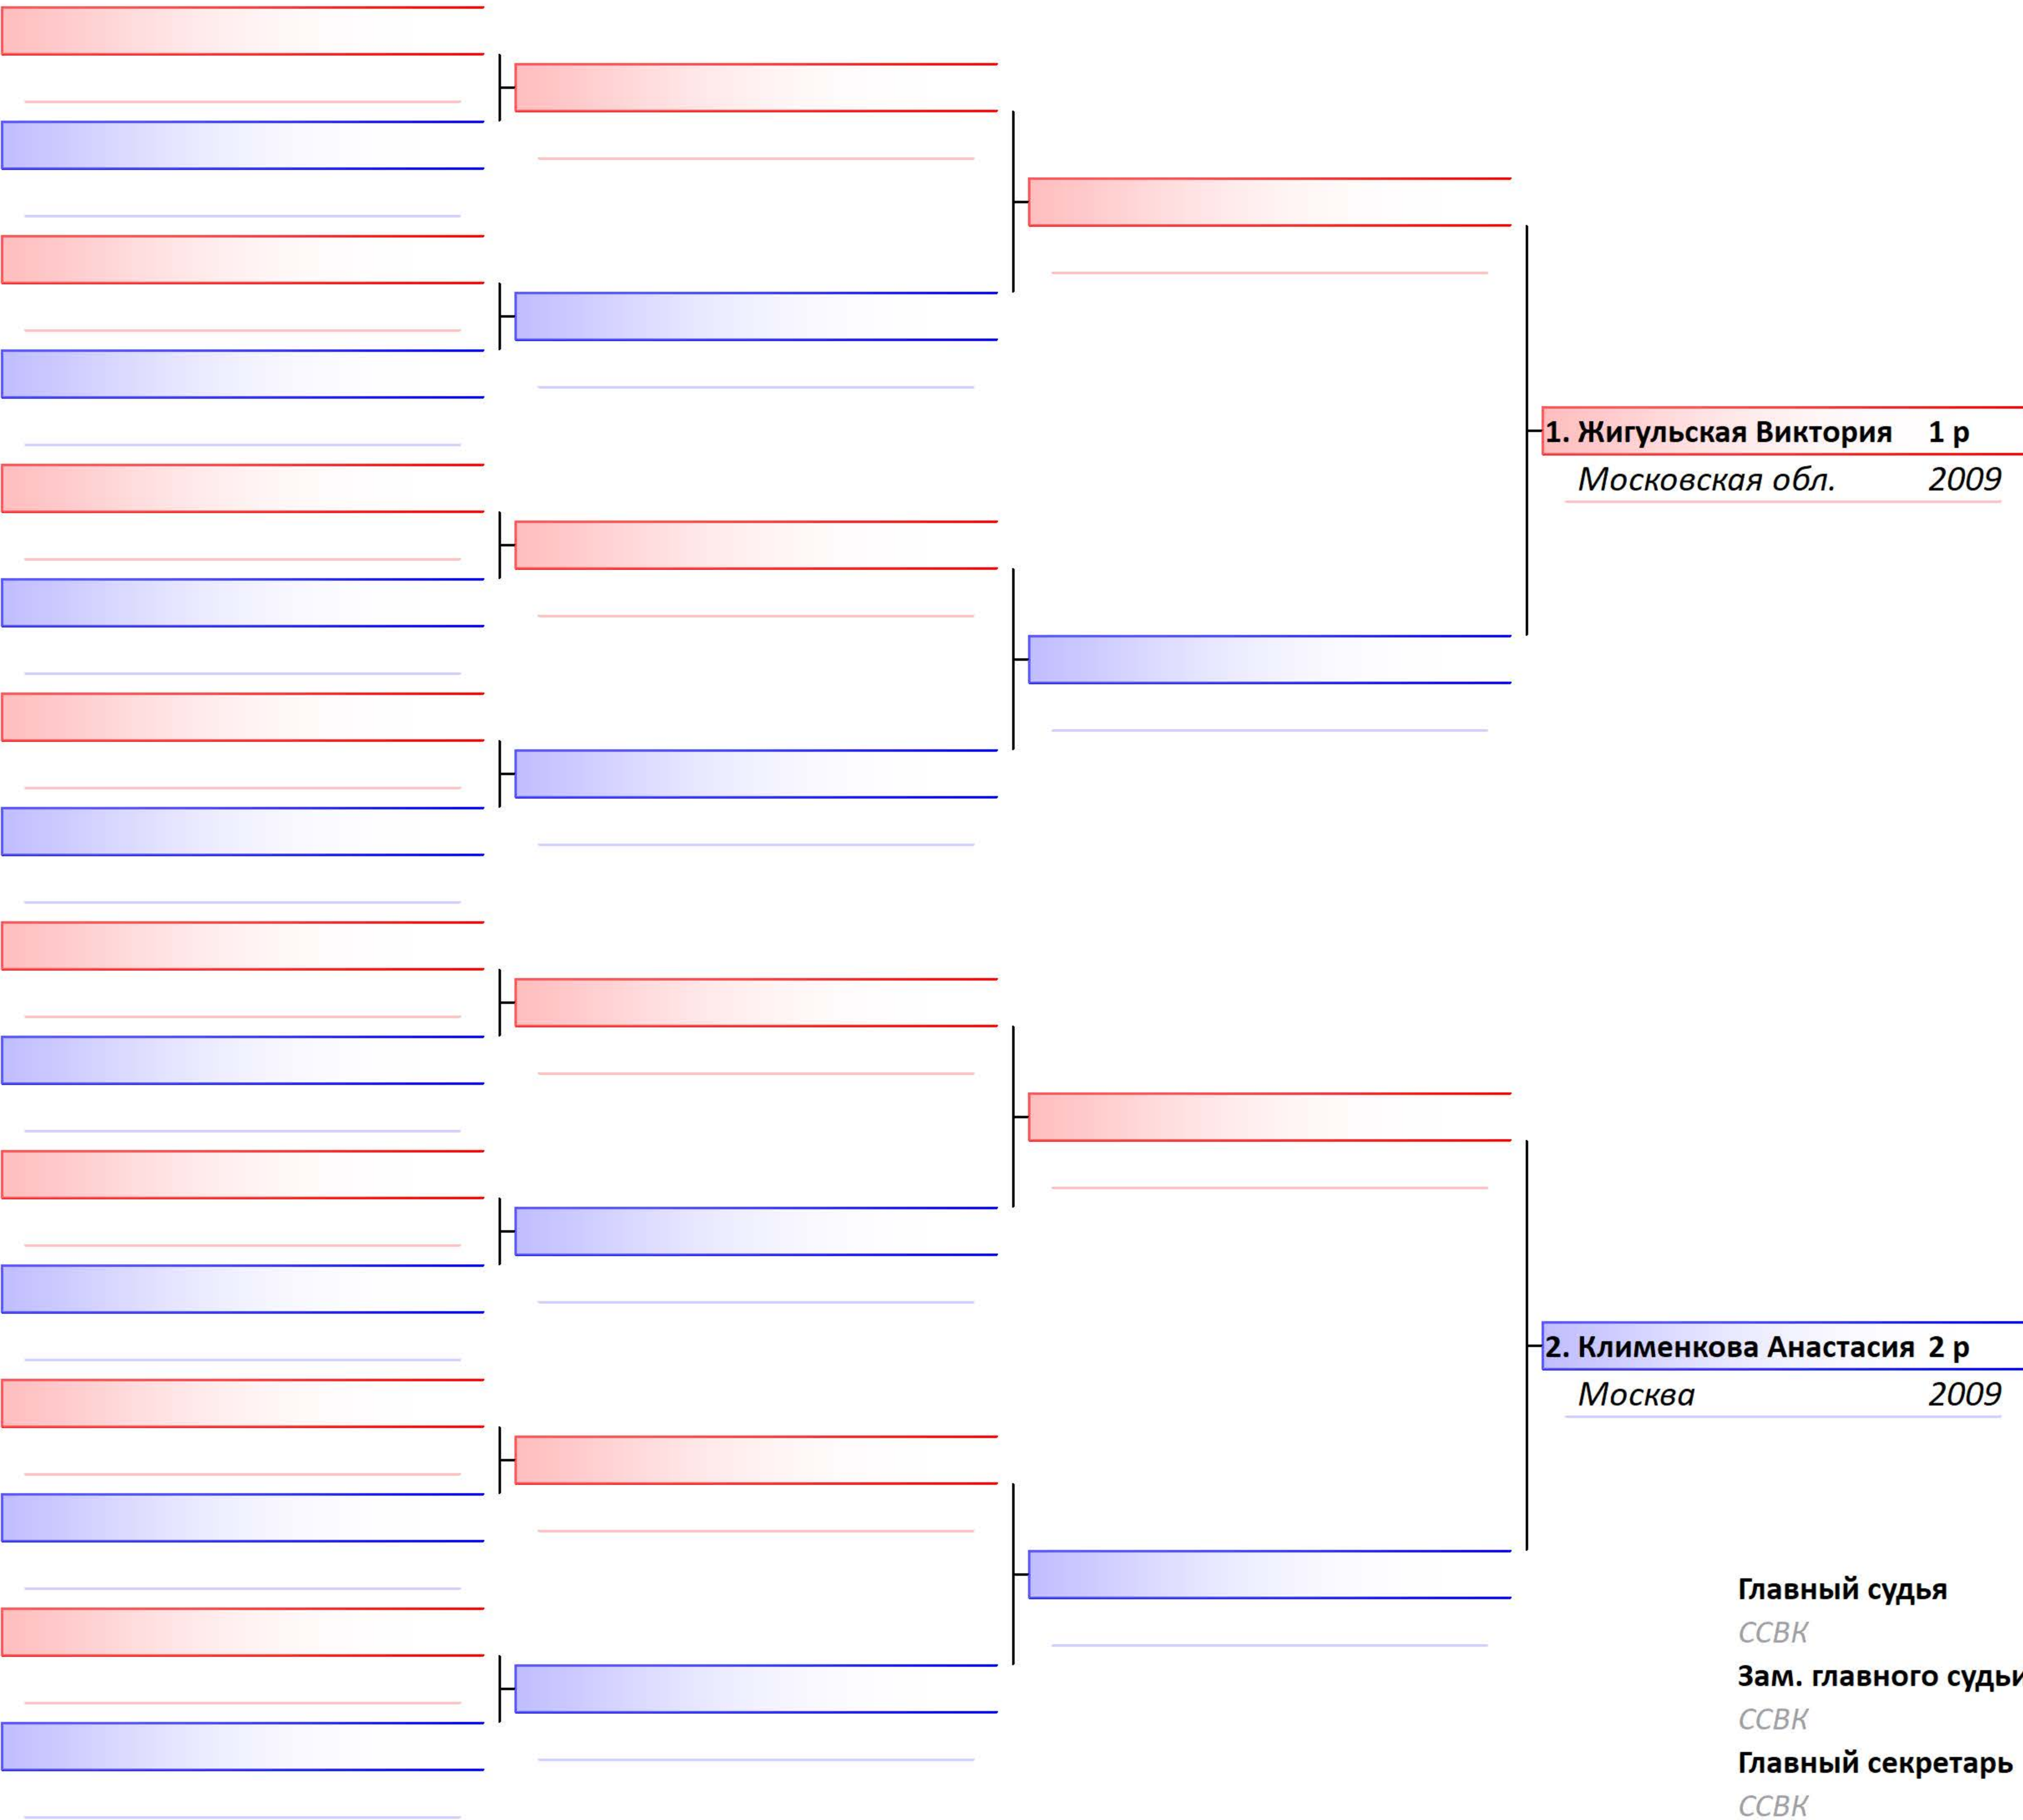 1. Жигульская Виктория 1 р
Московская обл. 2009
2. Клименкова Анастасия 2 р
Москва 2009
Главный судья
ССВК
Зам. главного судьи
ССВК
Главный секретарь
ССВК